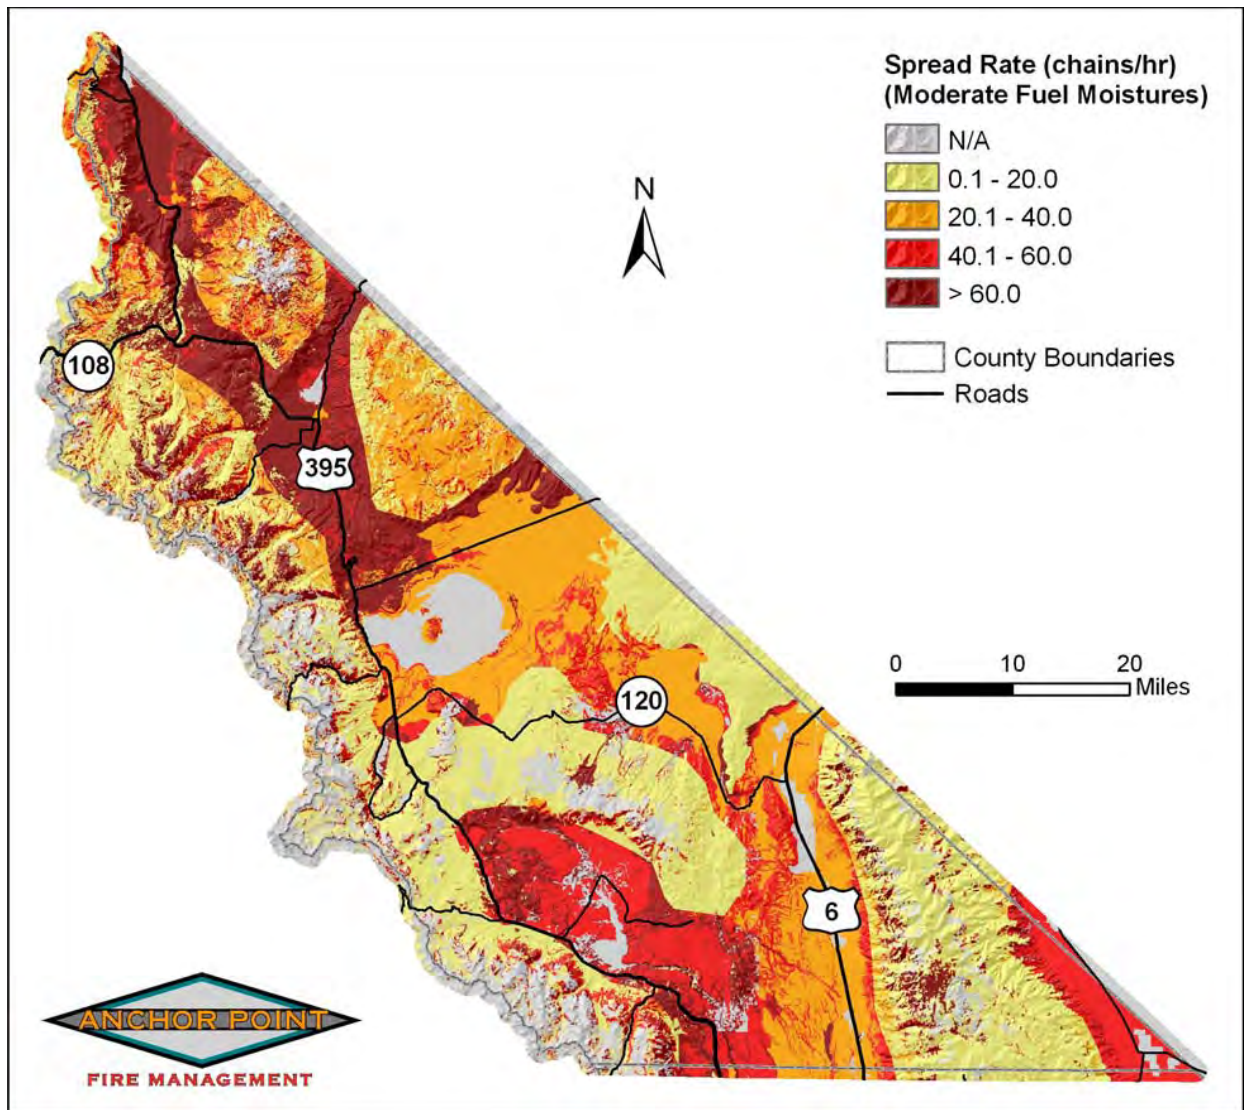 Spread Rate (chains/hr)
(Moderate Fuel Moistures)
N/A
0.1 - 20.0
20.1 - 40.0
40.1 - 60.0
> 60.0
County Boundaries
Roads
N
108
395
0 10 20
Miles
120
6
ANCHOR POINT
FIRE MANAGEMENT